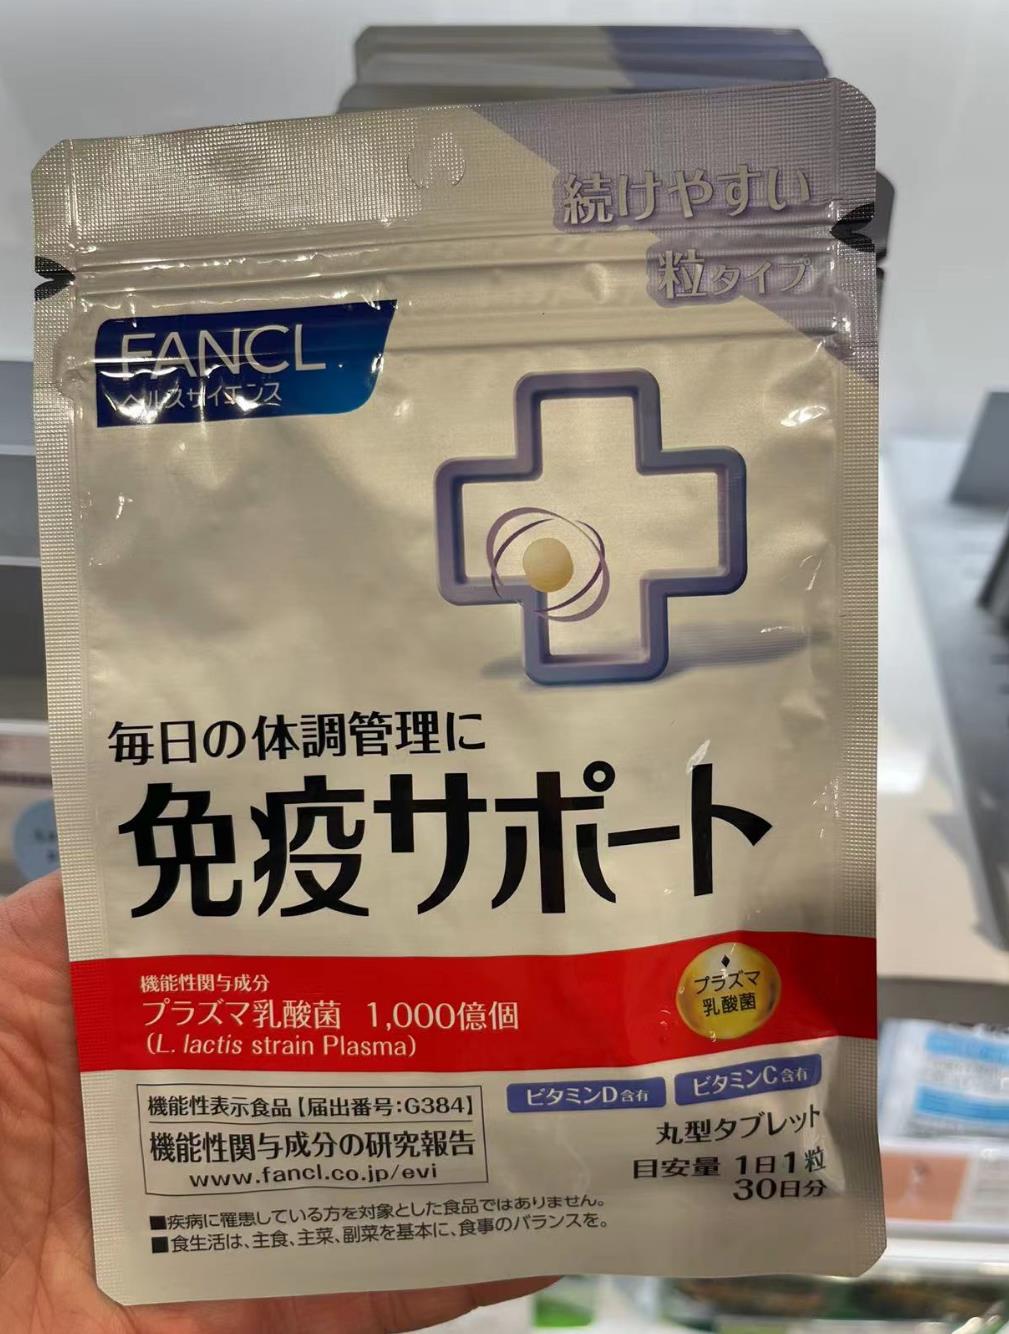 続けやすい
粒タイプ
FANCL
ヘルスサイエンス
毎日の体調管理に
免疫サポート
機能性関与成分
プラズマ乳酸菌 1,000億個
(L. lactis strain Plasma)
プラズマ
乳酸菌
機能性表示食品【届出番号:G384】
機能性関与成分の研究報告
www.fancl.co.jp/evi
ビタミンD含有
ビタミンC含有
丸型タブレット
目安量 1日1粒
30日分
■疾病に罹患している方を対象とした食品ではありません。
■食生活は、主食、主菜、副菜を基本に、食事のバランスを。